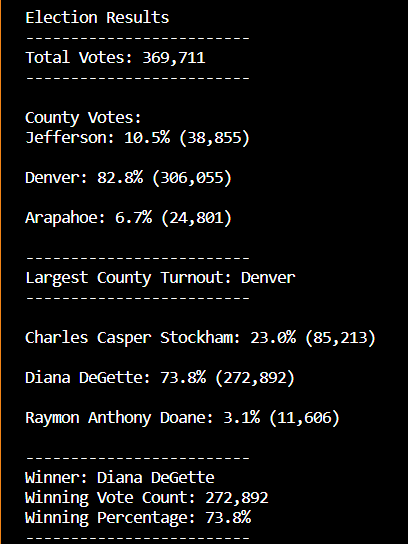 Election Results
-------------------------
Total Votes: 369,711
-------------------------
County Votes:
Jefferson: 10.5% (38,855)
Denver: 82.8% (306,055)
Arapahoe: 6.7% (24,801)
-------------------------
Largest County Turnout: Denver
-------------------------
Charles Casper Stockham: 23.0% (85,213)
Diana DeGette: 73.8% (272,892)
Raymon Anthony Doane: 3.1% (11,606)
-------------------------
Winner: Diana DeGette
Winning Vote Count: 272,892
Winning Percentage: 73.8%
-------------------------